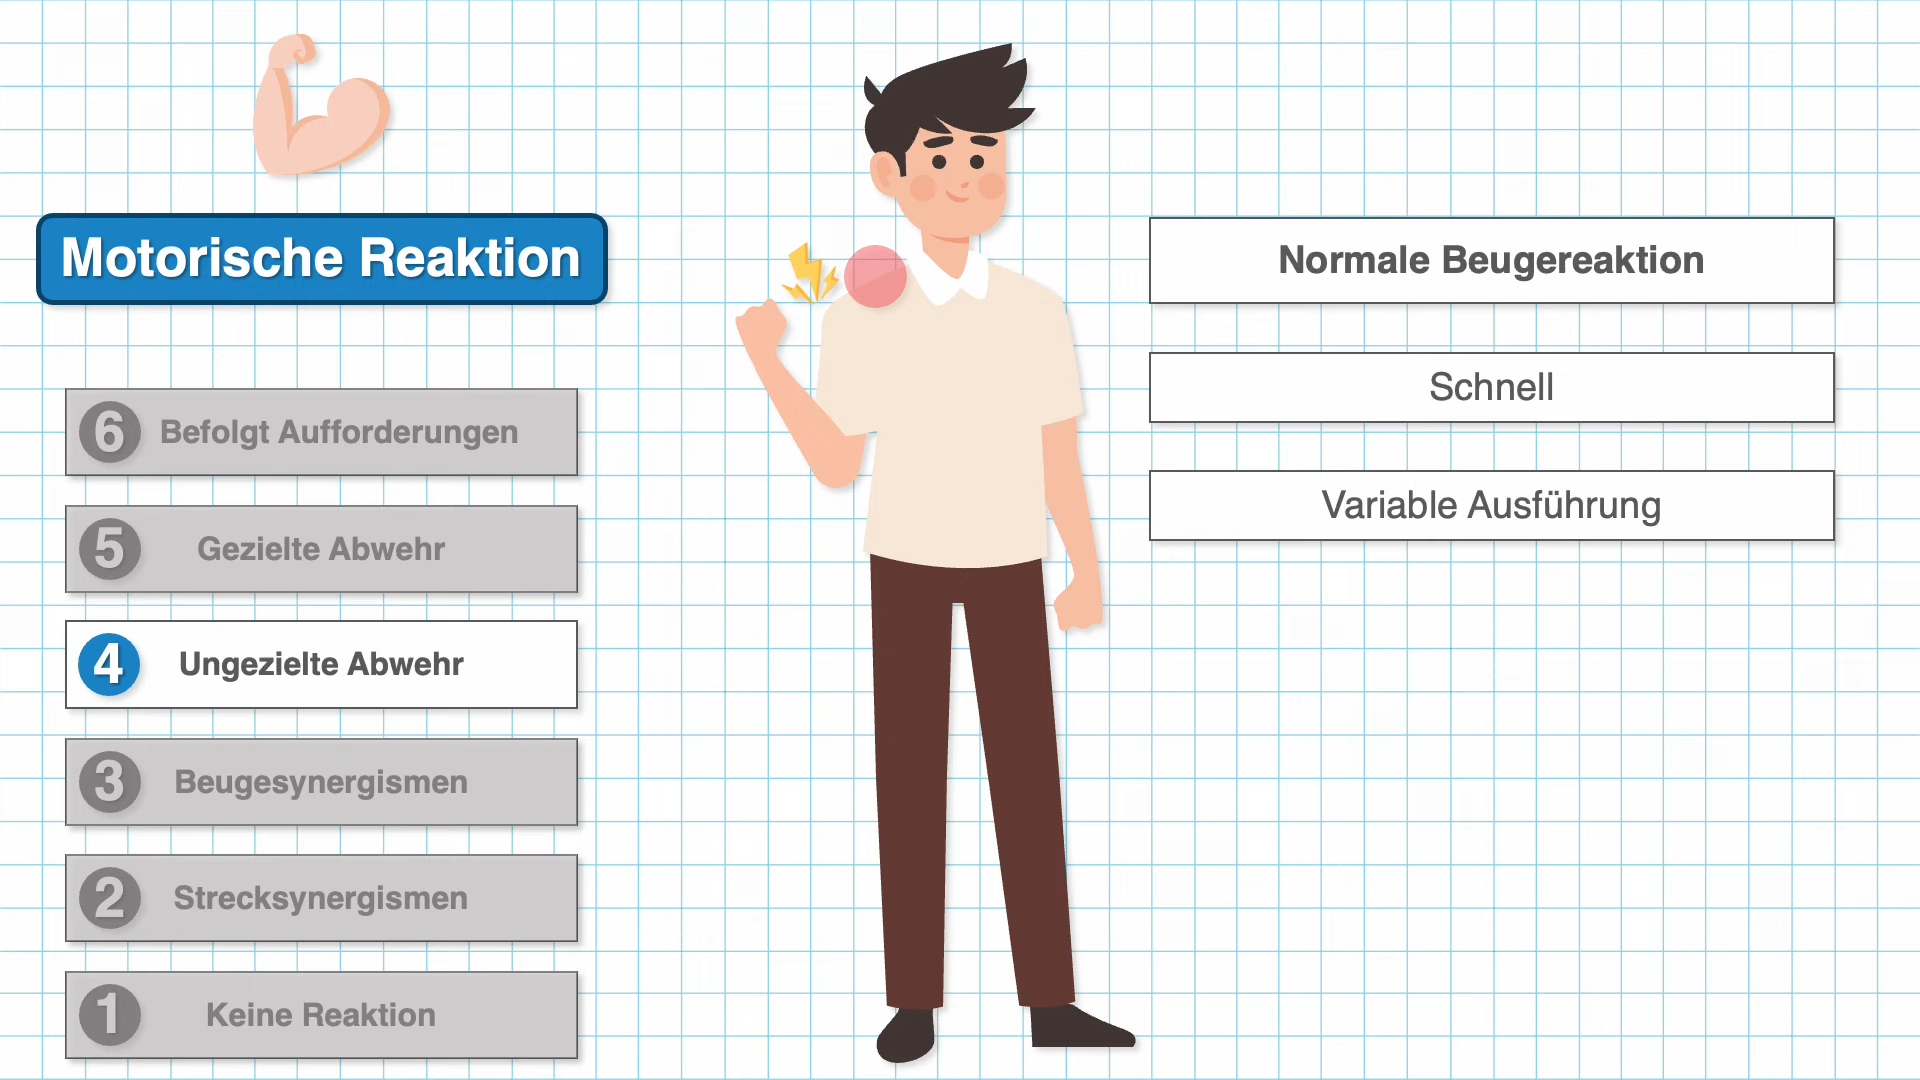 Motorische Reaktion
6 Befolgt Aufforderungen
5 Gezielte Abwehr
4 Ungezielte Abwehr
3 Beugesynergismen
2 Strecksynergismen
1 Keine Reaktion
Normale Beugereaktion
Schnell
Variable Ausführung